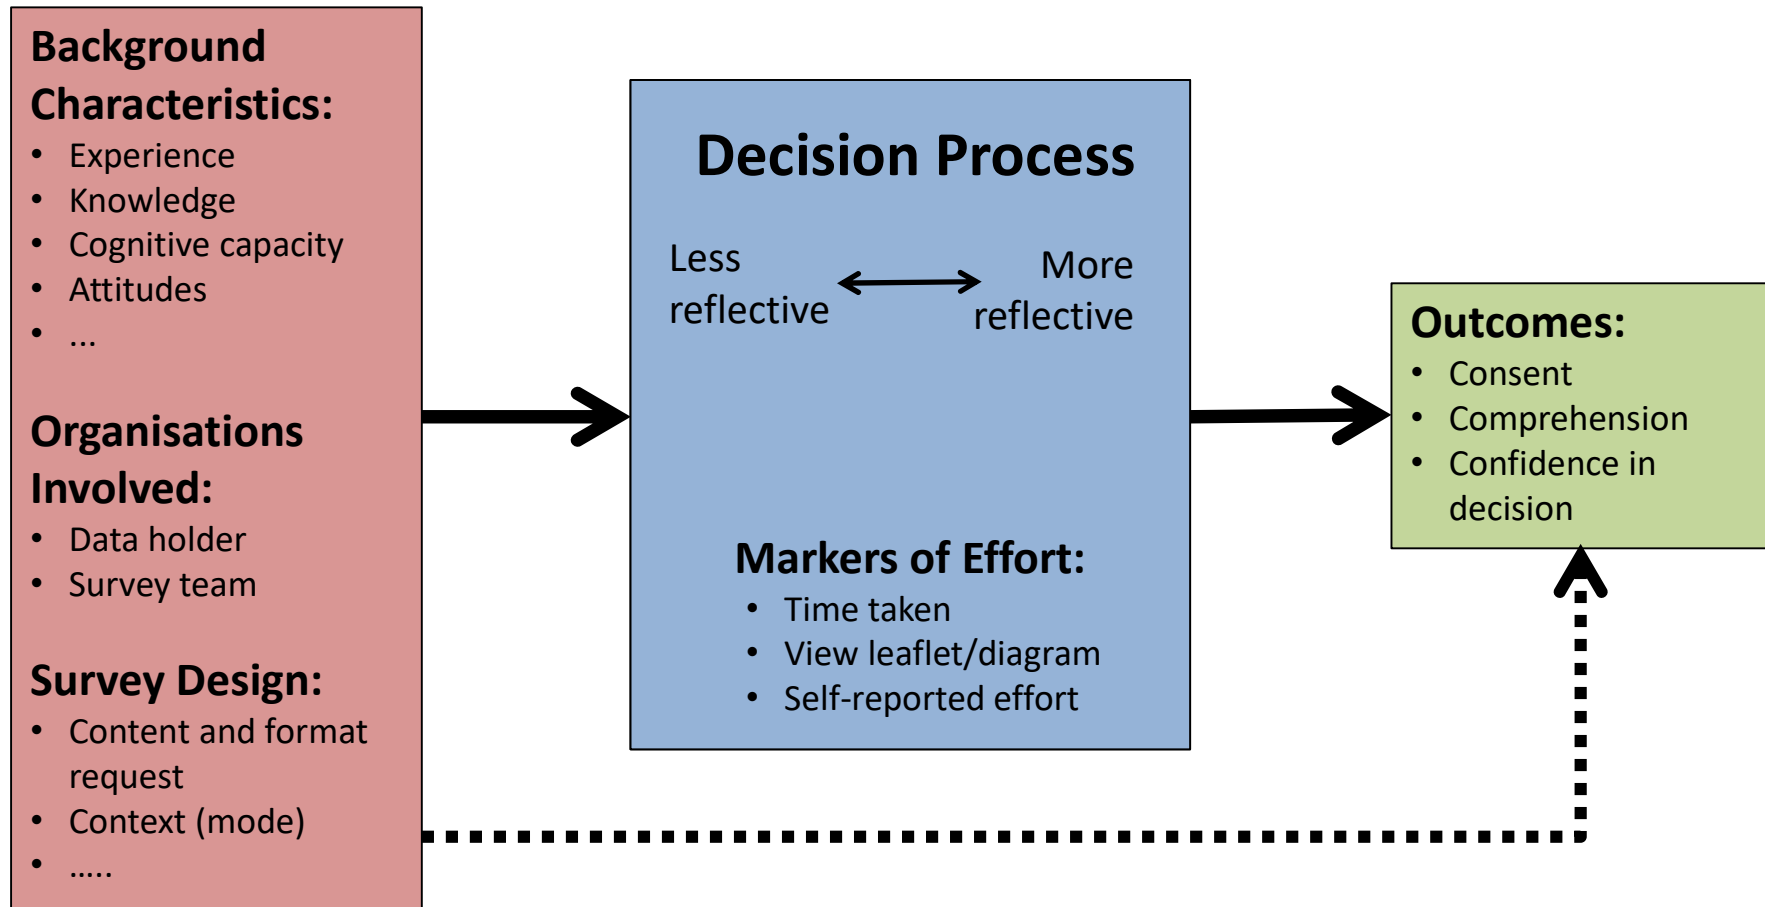 Background
Characteristics:
• Experience
• Knowledge
• Cognitive capacity
• Attitudes
• ...
Organisations
Involved:
• Data holder
• Survey team
Survey Design:
• Content and format
request
• Context (mode)
• .....
Decision Process
Less
reflective
More
reflective
Markers of Effort:
• Time taken
• View leaflet/diagram
• Self-reported effort
Outcomes:
• Consent
• Comprehension
• Confidence in
decision